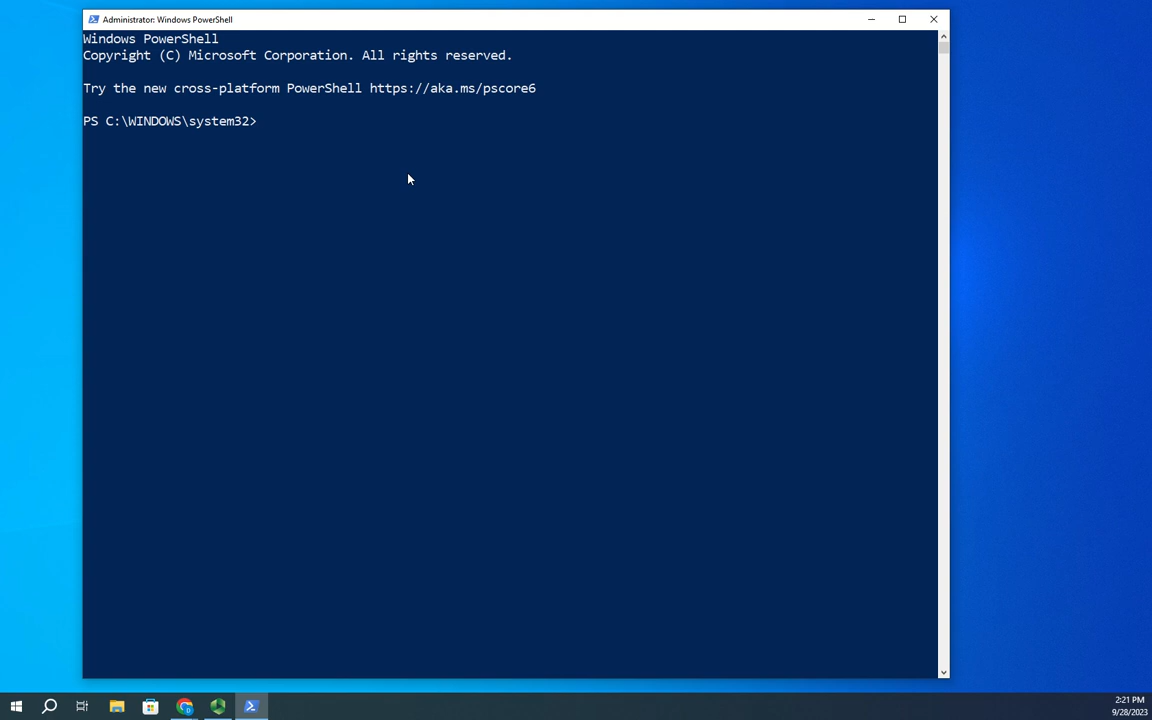 Administrator: Windows PowerShell
Windows PowerShell
Copyright (C) Microsoft Corporation. All rights reserved.
Try the new cross-platform PowerShell https://aka.ms/pscore6
PS C:\WINDOWS\system32>
2:21 PM
9/28/2023